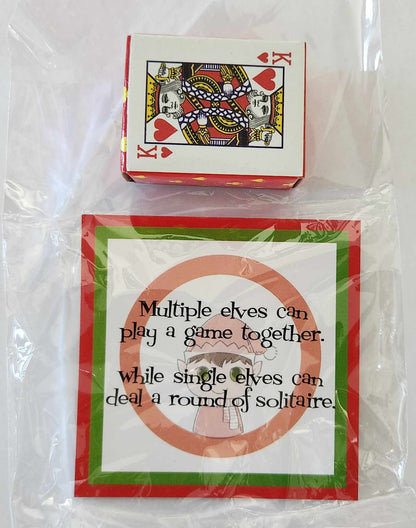 K
K
Multiple elves can
play a game together.
While single elves can
deal a round of solitaire.